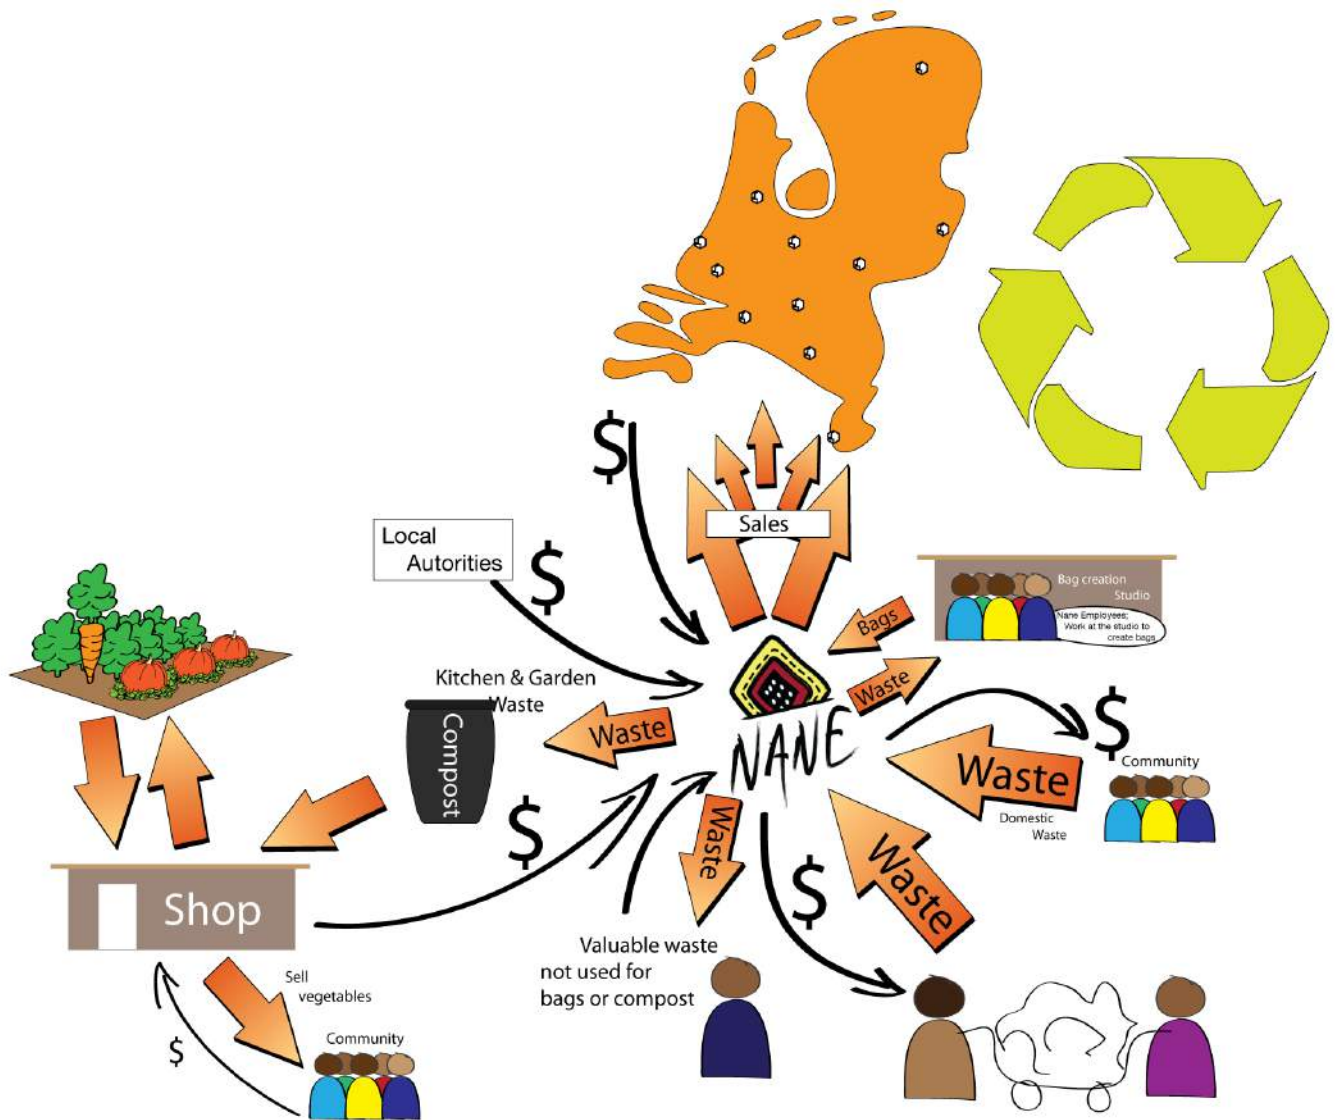 $
Sales
Local
Autorities
$
Bag creation
Studio
Nane Employees;
Work at the studio to
create bags
Bags
Waste
Kitchen & Garden
Waste
Waste
Compost
NANE
$
Community
Waste
Domestic
Waste
Waste
$
Waste
$
Shop
Valuable waste
not used for
bags or compost
Sell
vegetables
Community
$